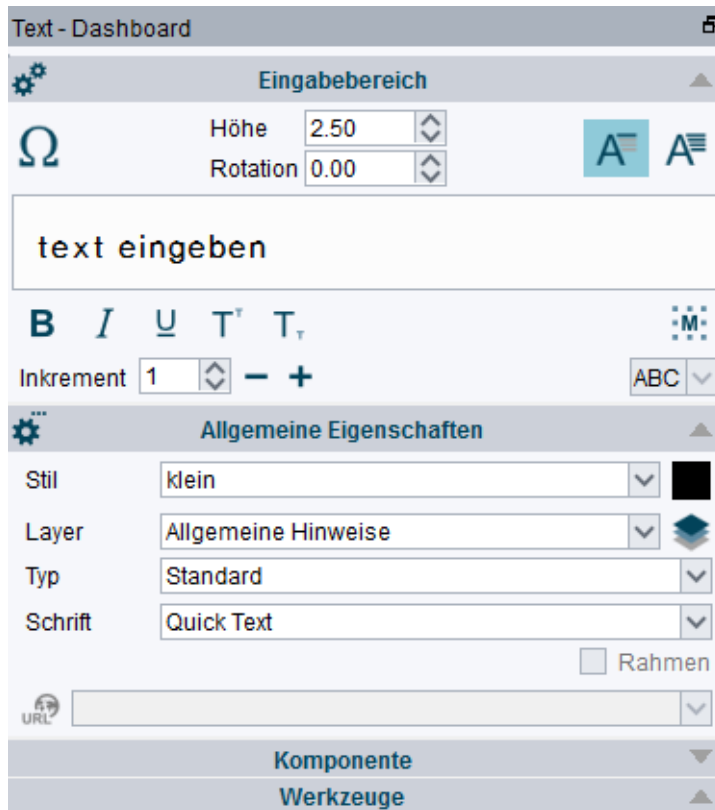 Text - Dashboard
Eingabebereich
Ω
Höhe 2.50
Rotation 0.00
A A
text eingeben
B I U T T T T
M
Inkrement 1 − + ABC
Allgemeine Eigenschaften
Stil klein
Layer Allgemeine Hinweise
Typ Standard
Schrift Quick Text
Rahmen
URL
Komponente
Werkzeuge